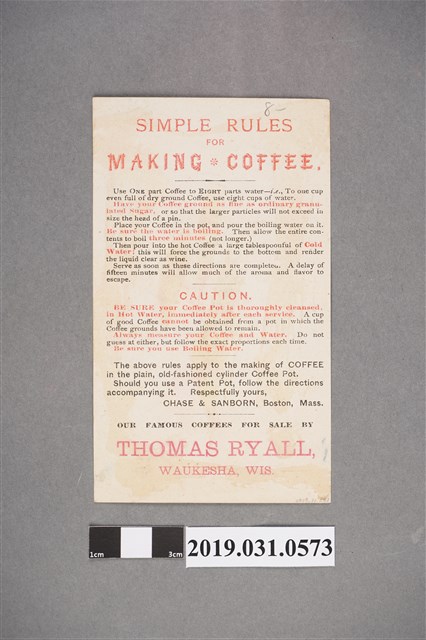 8-
SIMPLE RULES
FOR
MAKING * COFFEE.
Use ONE part Coffee to EIGHT parts water—i.e., To one cup
even full of dry ground Coffee, use eight cups of water.
Have your Coffee ground as fine as ordinary granu-
lated sugar, or so that the larger particles will not exceed in
size the head of a pin.
Place your Coffee in the pot, and pour the boiling water on it.
Be sure the water is boiling. Then allow the entire con-
tents to boil three minutes (not longer.)
Then pour into the hot Coffee a large tablespoonful of Cold
Water; this will force the grounds to the bottom and render
the liquid clear as wine.
Serve as soon as these directions are complete. A delay of
fifteen minutes will allow much of the aroma and flavor to
escape.
CAUTION.
BE SURE your Coffee Pot is thoroughly cleansed,
in Hot Water, immediately after each service. A cup
of good Coffee cannot be obtained from a pot in which the
Coffee grounds have been allowed to remain.
Always measure your Coffee and Water. Do not
guess at either, but follow the exact proportions each time.
Be sure you use Boiling Water.
The above rules apply to the making of COFFEE
in the plain, old-fashioned cylinder Coffee Pot.
Should you use a Patent Pot, follow the directions
accompanying it. Respectfully yours,
CHASE & SANBORN, Boston, Mass.
OUR FAMOUS COFFEES FOR SALE BY
THOMAS RYALL,
WAUKESHA, WIS.
1cm 3cm
2019.031.0573